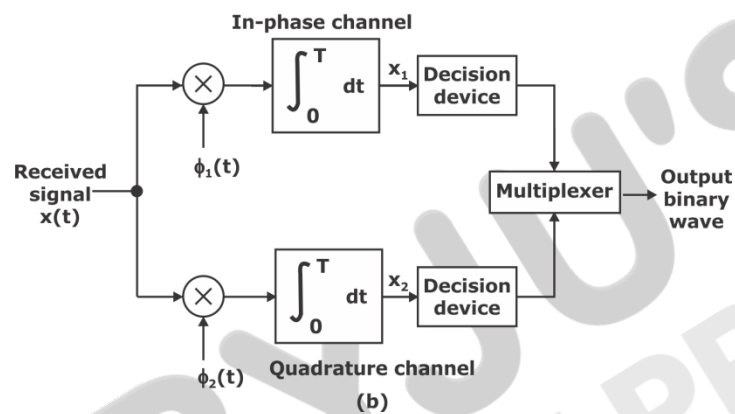 In-phase channel
×
∫ T
0
dt
x₁
Decision
device
ϕ₁(t)
Received
signal
x(t)
Multiplexer
Output
binary
wave
×
∫ T
0
dt
x₂
Decision
device
ϕ₂(t)
Quadrature channel
(b)
BYJU'S